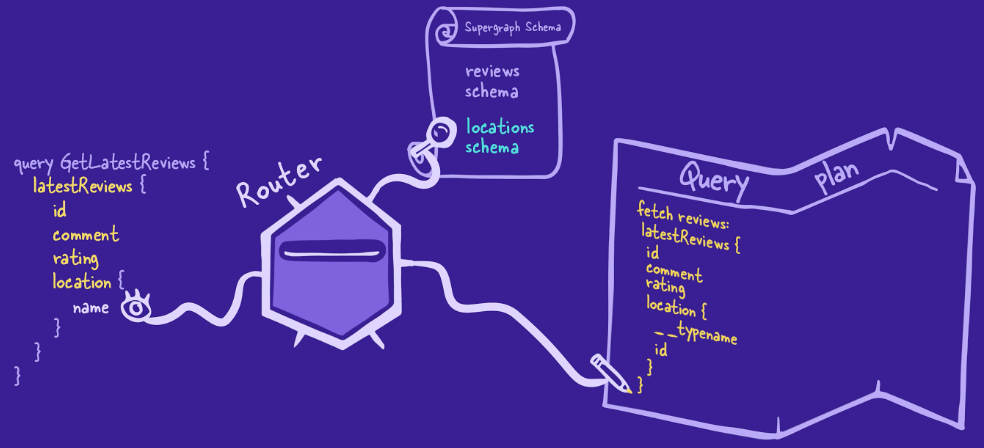 Supergraph Schema
reviews
schema
locations
schema
query GetLatestReviews {
latestReviews {
id
comment
rating
location {
name
}
}
}
Router
Query plan
fetch reviews:
latestReviews {
id
comment
rating
location {
__typename
id
}
}